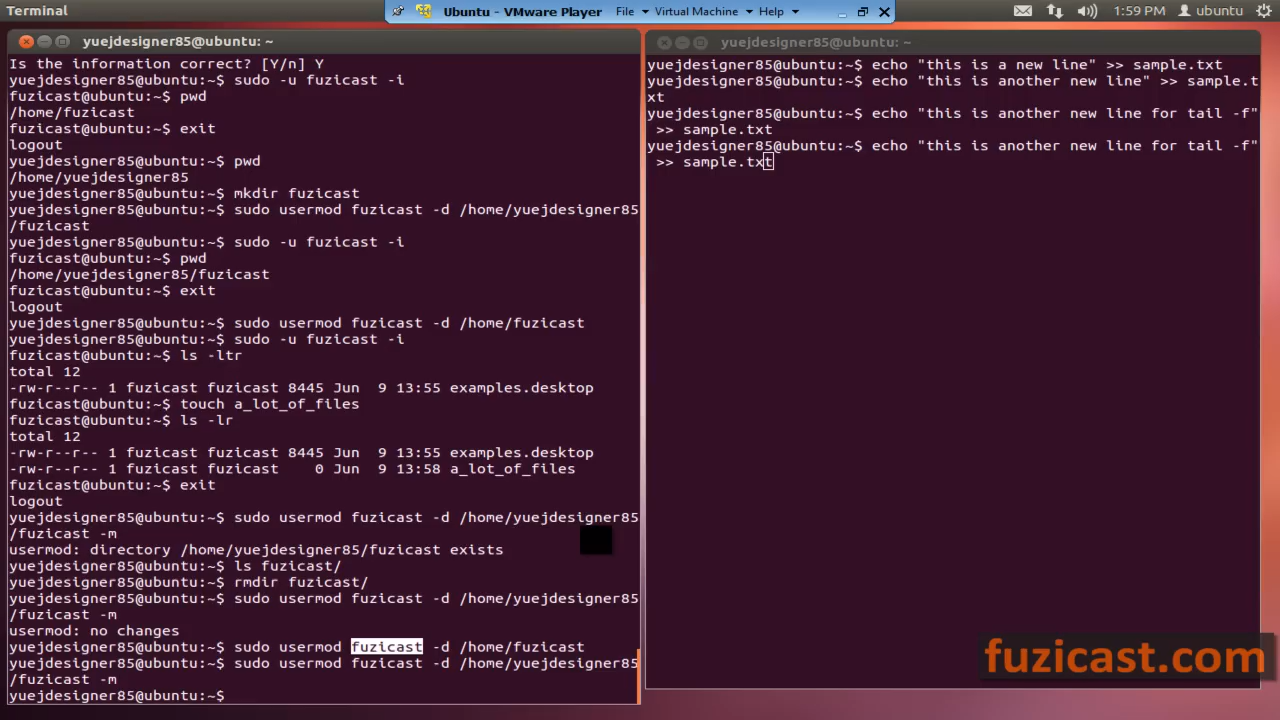 Terminal
Ubuntu - VMware Player File Virtual Machine Help
1:59 PM ubuntu
yuejdesigner85@ubuntu: ~
Is the information correct? [Y/n] Y
yuejdesigner85@ubuntu:~$ sudo -u fuzicast -i
fuzicast@ubuntu:~$ pwd
/home/fuzicast
fuzicast@ubuntu:~$ exit
logout
yuejdesigner85@ubuntu:~$ pwd
/home/yuejdesigner85
yuejdesigner85@ubuntu:~$ mkdir fuzicast
yuejdesigner85@ubuntu:~$ sudo usermod fuzicast -d /home/yuejdesigner85
/fuzicast
yuejdesigner85@ubuntu:~$ sudo -u fuzicast -i
fuzicast@ubuntu:~$ pwd
/home/yuejdesigner85/fuzicast
fuzicast@ubuntu:~$ exit
logout
yuejdesigner85@ubuntu:~$ sudo usermod fuzicast -d /home/fuzicast
yuejdesigner85@ubuntu:~$ sudo -u fuzicast -i
fuzicast@ubuntu:~$ ls -ltr
total 12
-rw-r--r-- 1 fuzicast fuzicast 8445 Jun  9 13:55 examples.desktop
fuzicast@ubuntu:~$ touch a_lot_of_files
fuzicast@ubuntu:~$ ls -lr
total 12
-rw-r--r-- 1 fuzicast fuzicast 8445 Jun  9 13:55 examples.desktop
-rw-r--r-- 1 fuzicast fuzicast    0 Jun  9 13:58 a_lot_of_files
fuzicast@ubuntu:~$ exit
logout
yuejdesigner85@ubuntu:~$ sudo usermod fuzicast -d /home/yuejdesigner85
/fuzicast -m
usermod: directory /home/yuejdesigner85/fuzicast exists
yuejdesigner85@ubuntu:~$ ls fuzicast/
yuejdesigner85@ubuntu:~$ rmdir fuzicast/
yuejdesigner85@ubuntu:~$ sudo usermod fuzicast -d /home/yuejdesigner85
/fuzicast -m
usermod: no changes
yuejdesigner85@ubuntu:~$ sudo usermod fuzicast -d /home/fuzicast
yuejdesigner85@ubuntu:~$ sudo usermod fuzicast -d /home/yuejdesigner85
/fuzicast -m
yuejdesigner85@ubuntu:~$
yuejdesigner85@ubuntu: ~
yuejdesigner85@ubuntu:~$ echo "this is a new line" >> sample.txt
yuejdesigner85@ubuntu:~$ echo "this is another new line" >> sample.t
xt
yuejdesigner85@ubuntu:~$ echo "this is another new line for tail -f"
 >> sample.txt
yuejdesigner85@ubuntu:~$ echo "this is another new line for tail -f"
 >> sample.txt
fuzicast.com